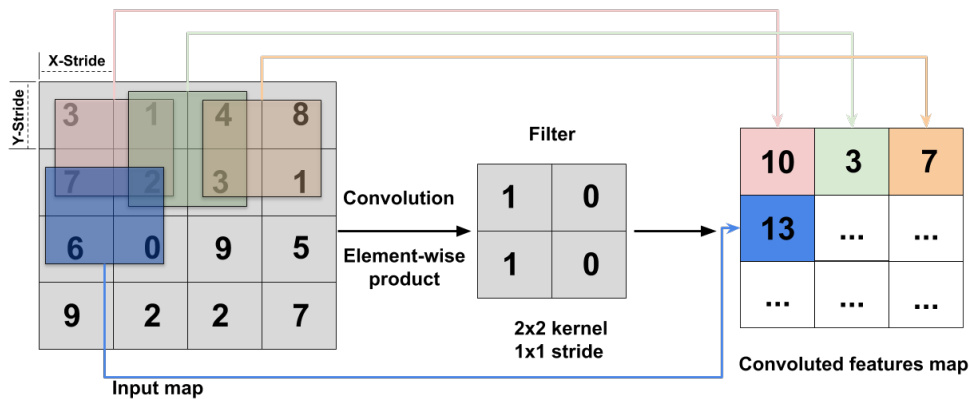 X-Stride
Y-Stride
3 1 4 8
7 2 3 1
6 0 9 5
9 2 2 7
Input map
Convolution
Element-wise
product
Filter
1 0
1 0
2x2 kernel
1x1 stride
10 3 7
13 ... ...
... ... ...
Convoluted features map